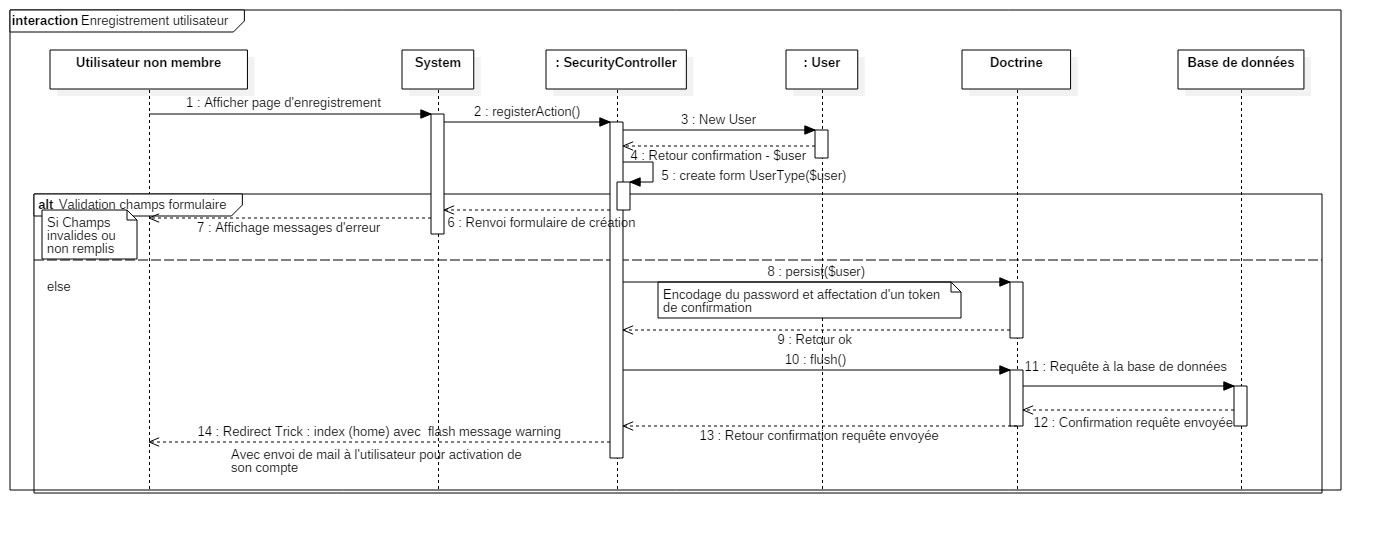 interaction Enregistrement utilisateur
Utilisateur non membre
System
: SecurityController
: User
Doctrine
Base de données
1 : Afficher page d'enregistrement
2 : registerAction()
3 : New User
4 : Retour confirmation - $user
5 : create form UserType($user)
alt Validation champs formulaire
6 : Renvoi formulaire de création
7 : Affichage messages d'erreur
Si Champs
invalides ou
non remplis
else
8 : persist($user)
Encodage du password et affectation d'un token
de confirmation
9 : Retour ok
10 : flush()
11 : Requête à la base de données
12 : Confirmation requête envoyée
13 : Retour confirmation requête envoyée
14 : Redirect Trick : index (home) avec  flash message warning
Avec envoi de mail à l'utilisateur pour activation de
son compte